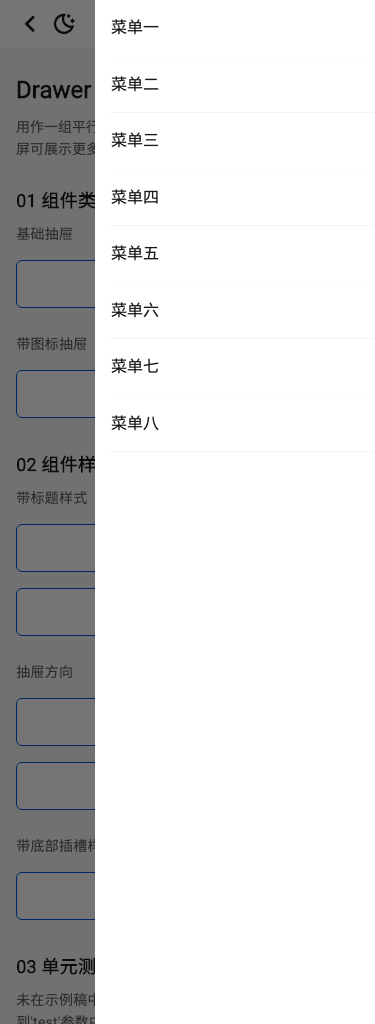 Drawer
用作一组平行
屏可展示更多
01 组件类
基础抽屉
带图标抽屉
02 组件样
带标题样式
抽屉方向
带底部插槽样
03 单元测
未在示例稿中
到'test'参数中
菜单一
菜单二
菜单三
菜单四
菜单五
菜单六
菜单七
菜单八